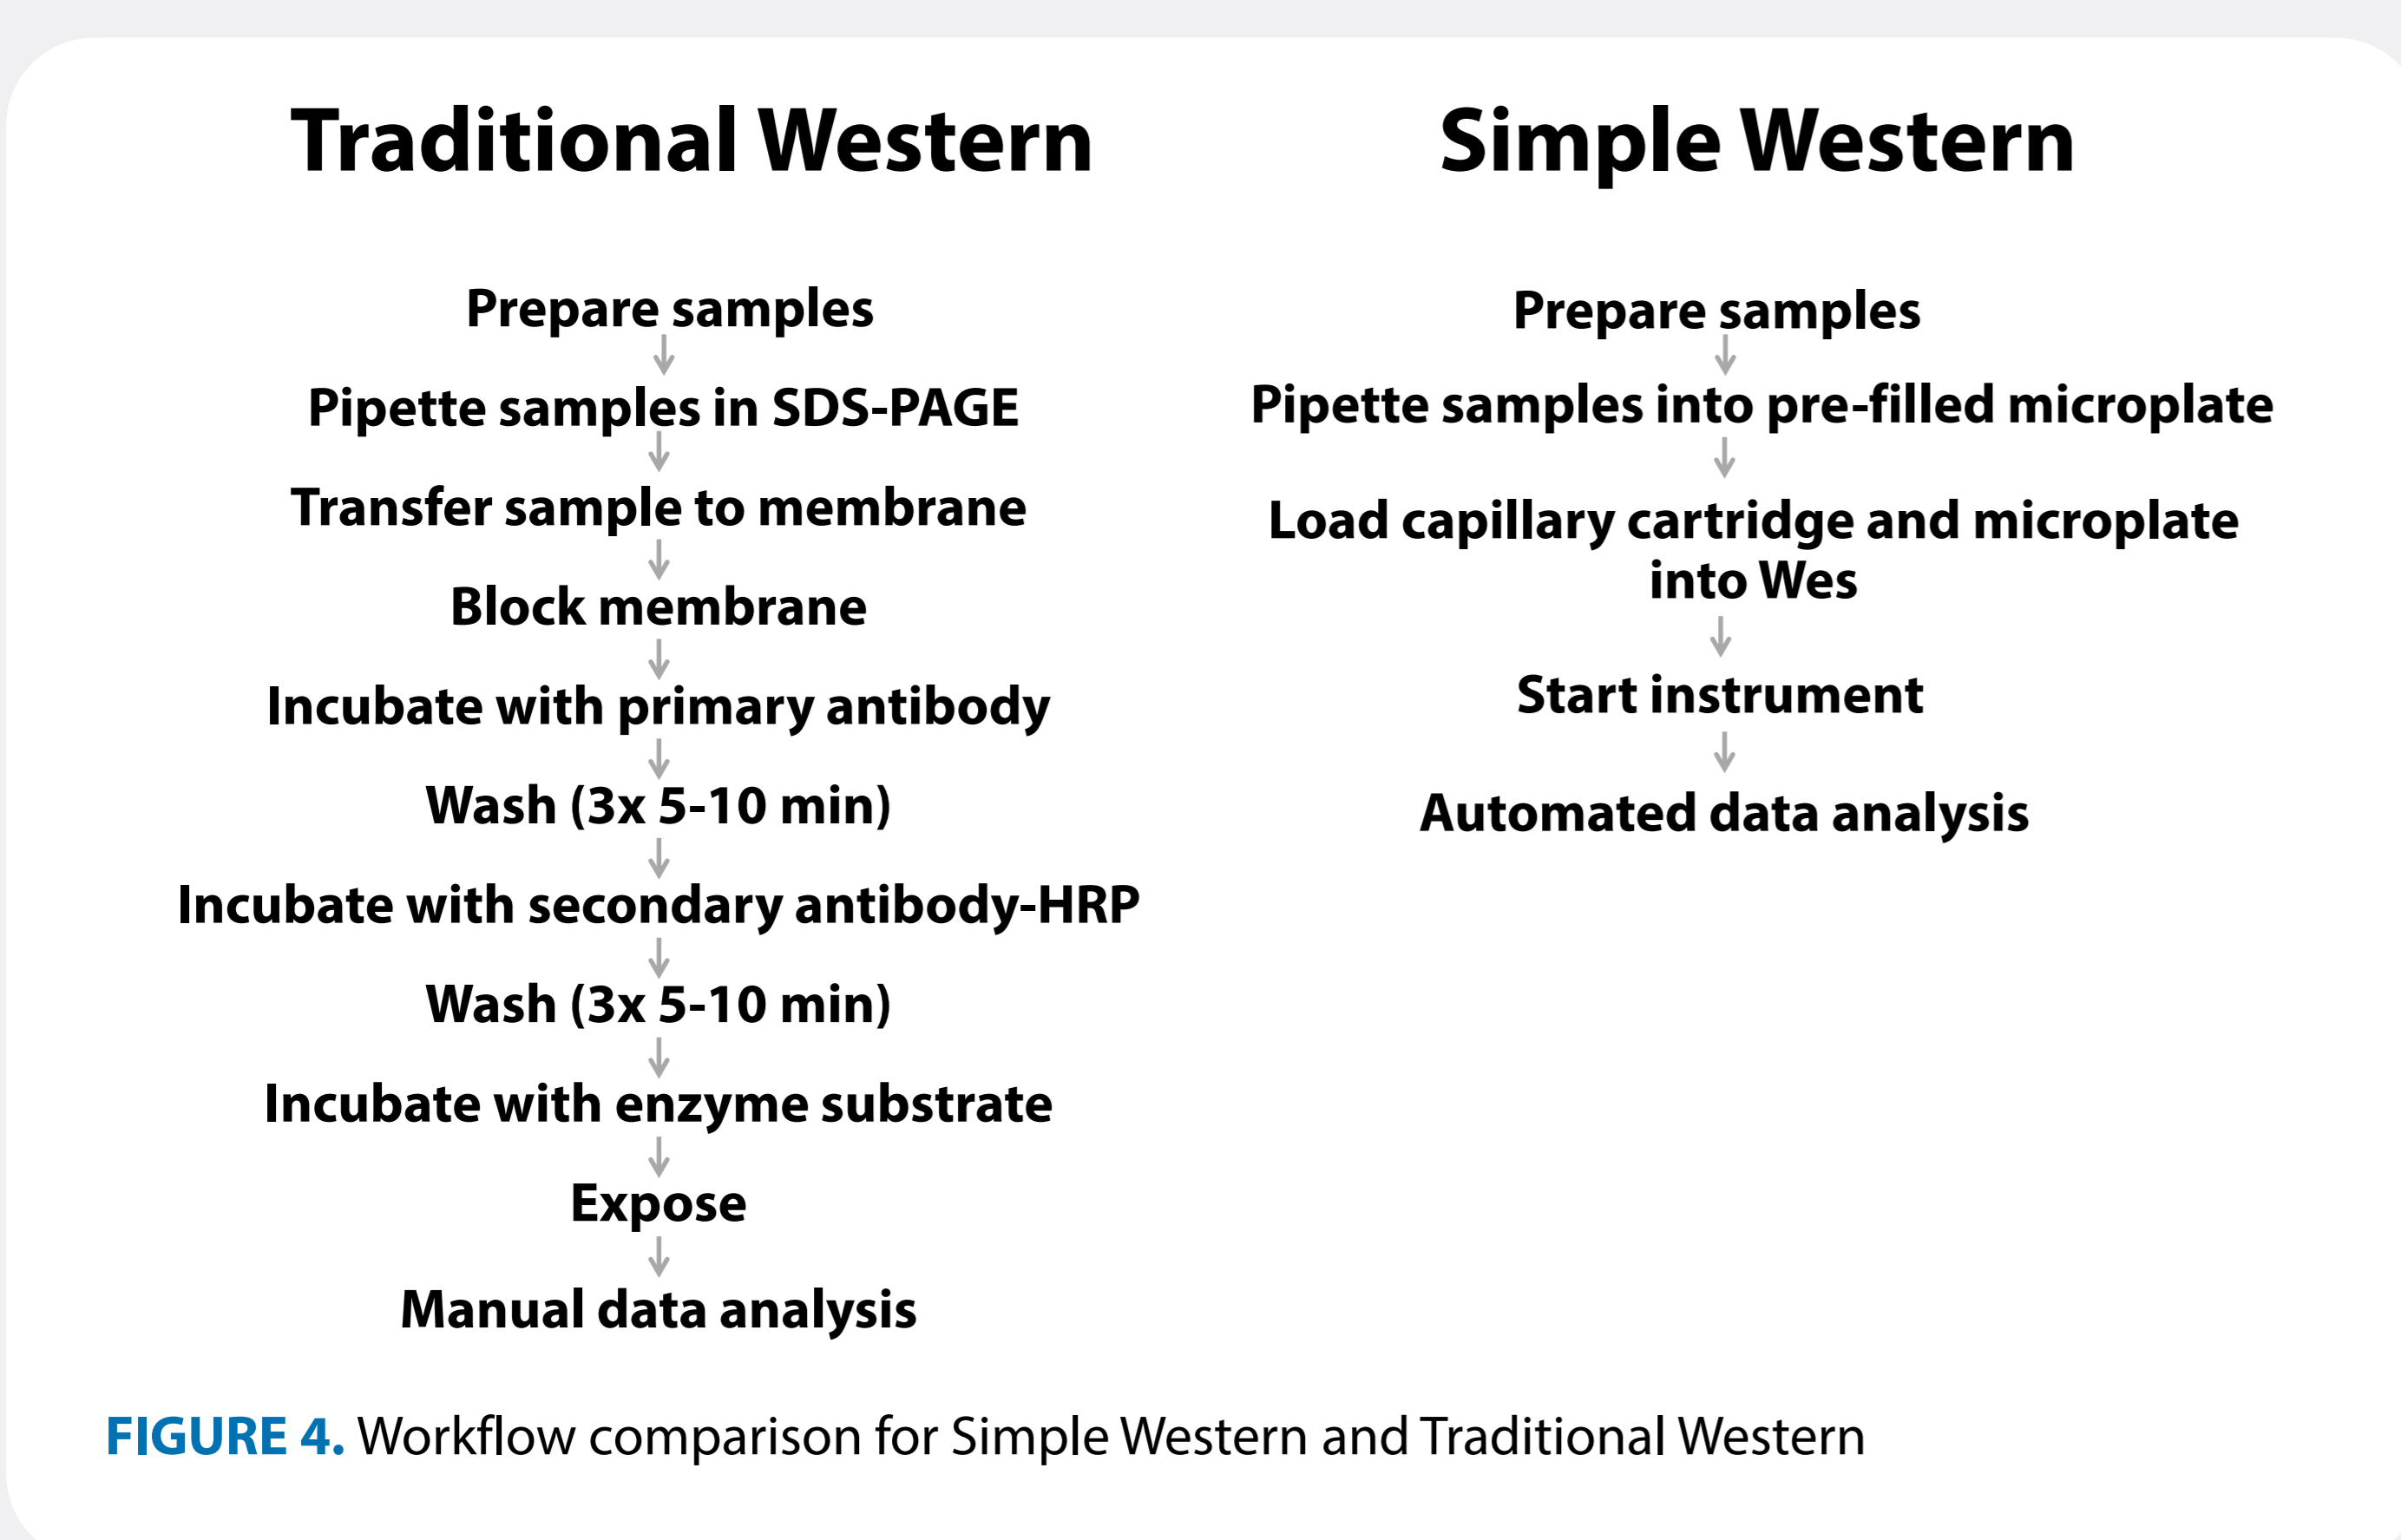 Traditional Western
Prepare samples
Pipette samples in SDS-PAGE
Transfer sample to membrane
Block membrane
Incubate with primary antibody
Wash (3x 5-10 min)
Incubate with secondary antibody-HRP
Wash (3x 5-10 min)
Incubate with enzyme substrate
Expose
Manual data analysis
Simple Western
Prepare samples
Pipette samples into pre-filled microplate
Load capillary cartridge and microplate
into Wes
Start instrument
Automated data analysis
FIGURE 4. Workflow comparison for Simple Western and Traditional Western